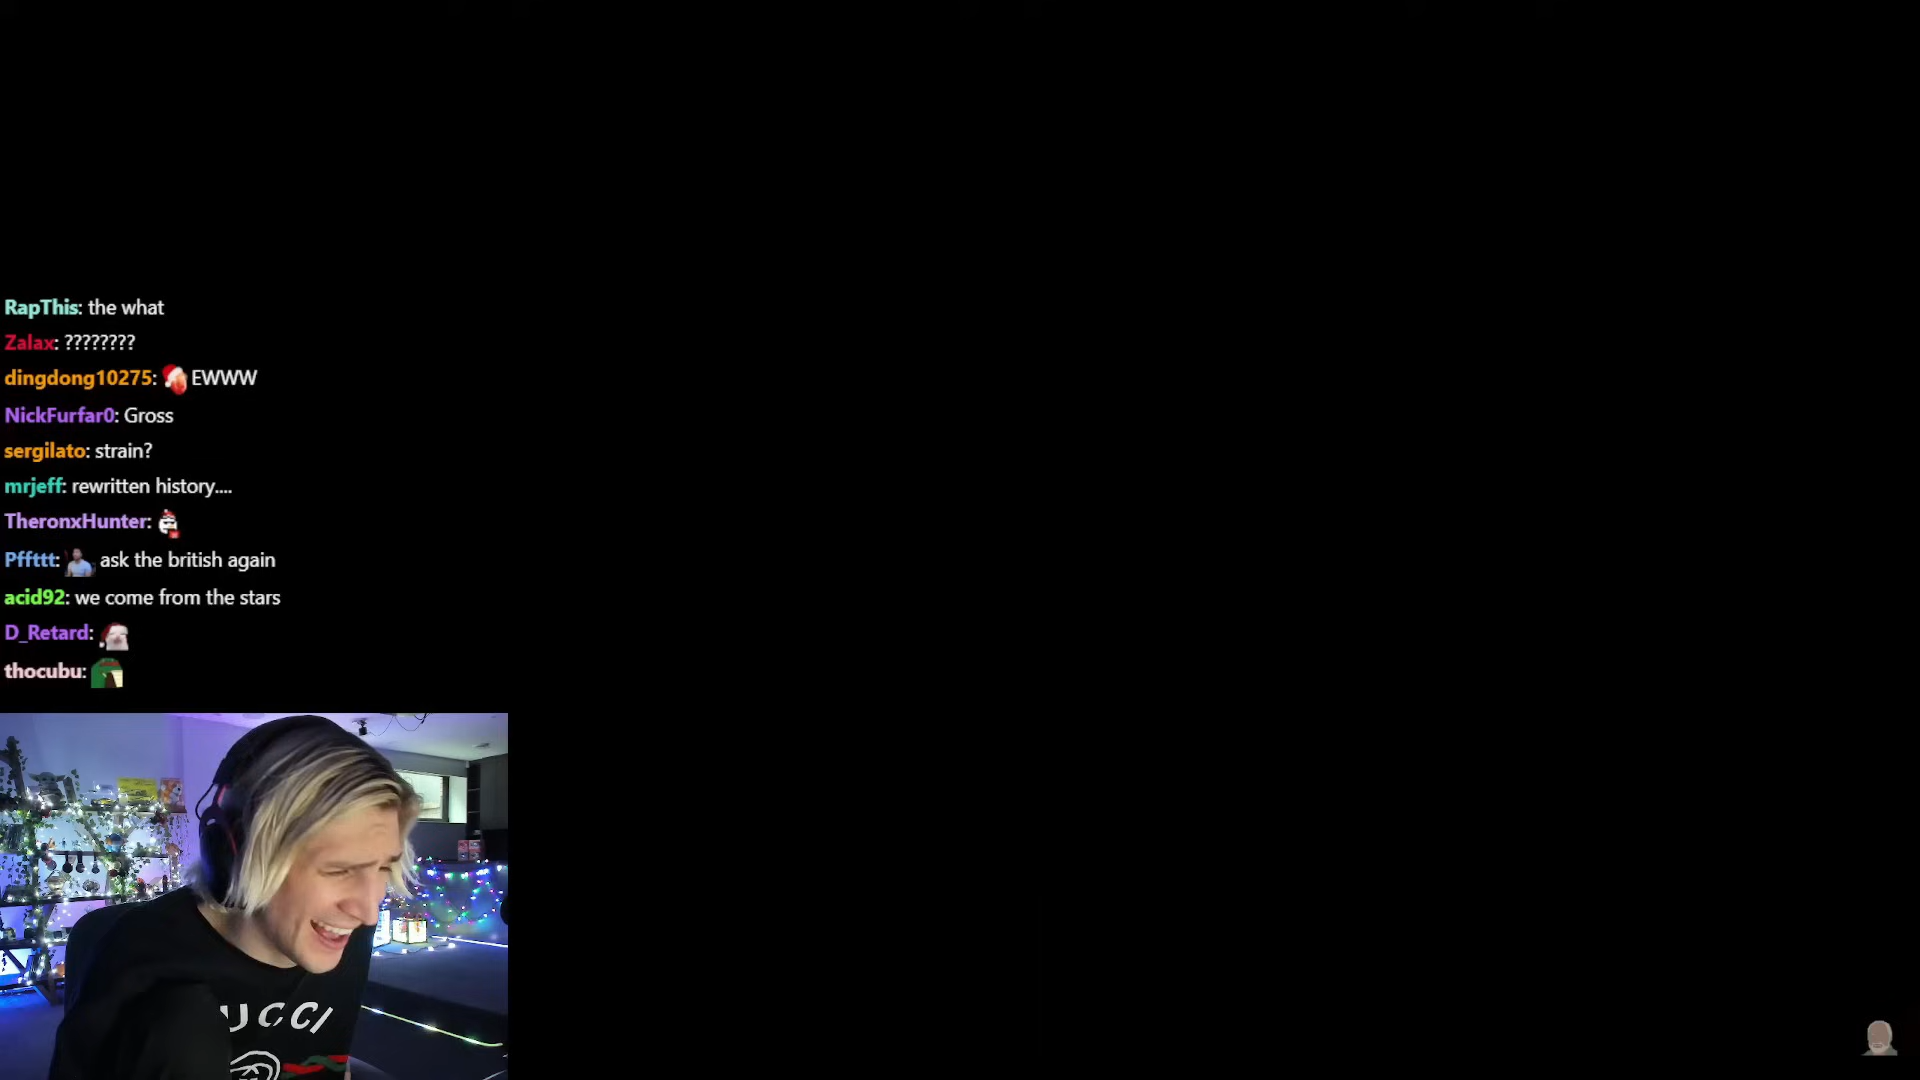 RapThis: the what
Zalax: ????????
dingdong10275: EWWW
NickFurfar0: Gross
sergilato: strain?
mrjeff: rewritten history....
TheronxHunter:
Pffttt: ask the british again
acid92: we come from the stars
D_Retard:
thocubu:
UCCI